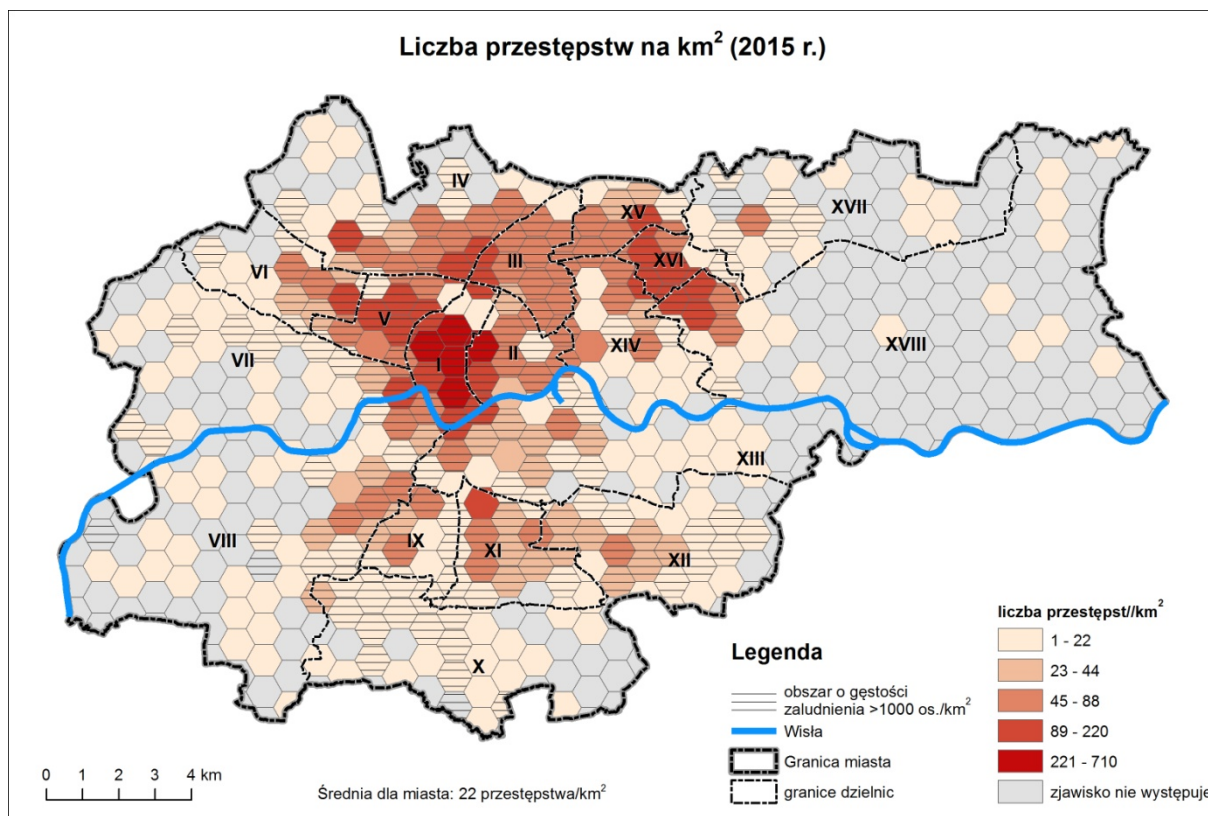 Liczba przestępstw na km² (2015 r.)
IV
XV
XVII
III
XVI
VI
V
XIV
XVIII
VII
I
II
XIII
VIII
IX
XI
XII
X
liczba przestępst//km²
1 - 22
23 - 44
45 - 88
89 - 220
221 - 710
zjawisko nie występuje
Legenda
obszar o gęstości
zaludnienia >1000 os./km²
Wisła
Granica miasta
granice dzielnic
0 1 2 3 4 km
Średnia dla miasta: 22 przestępstwa/km²